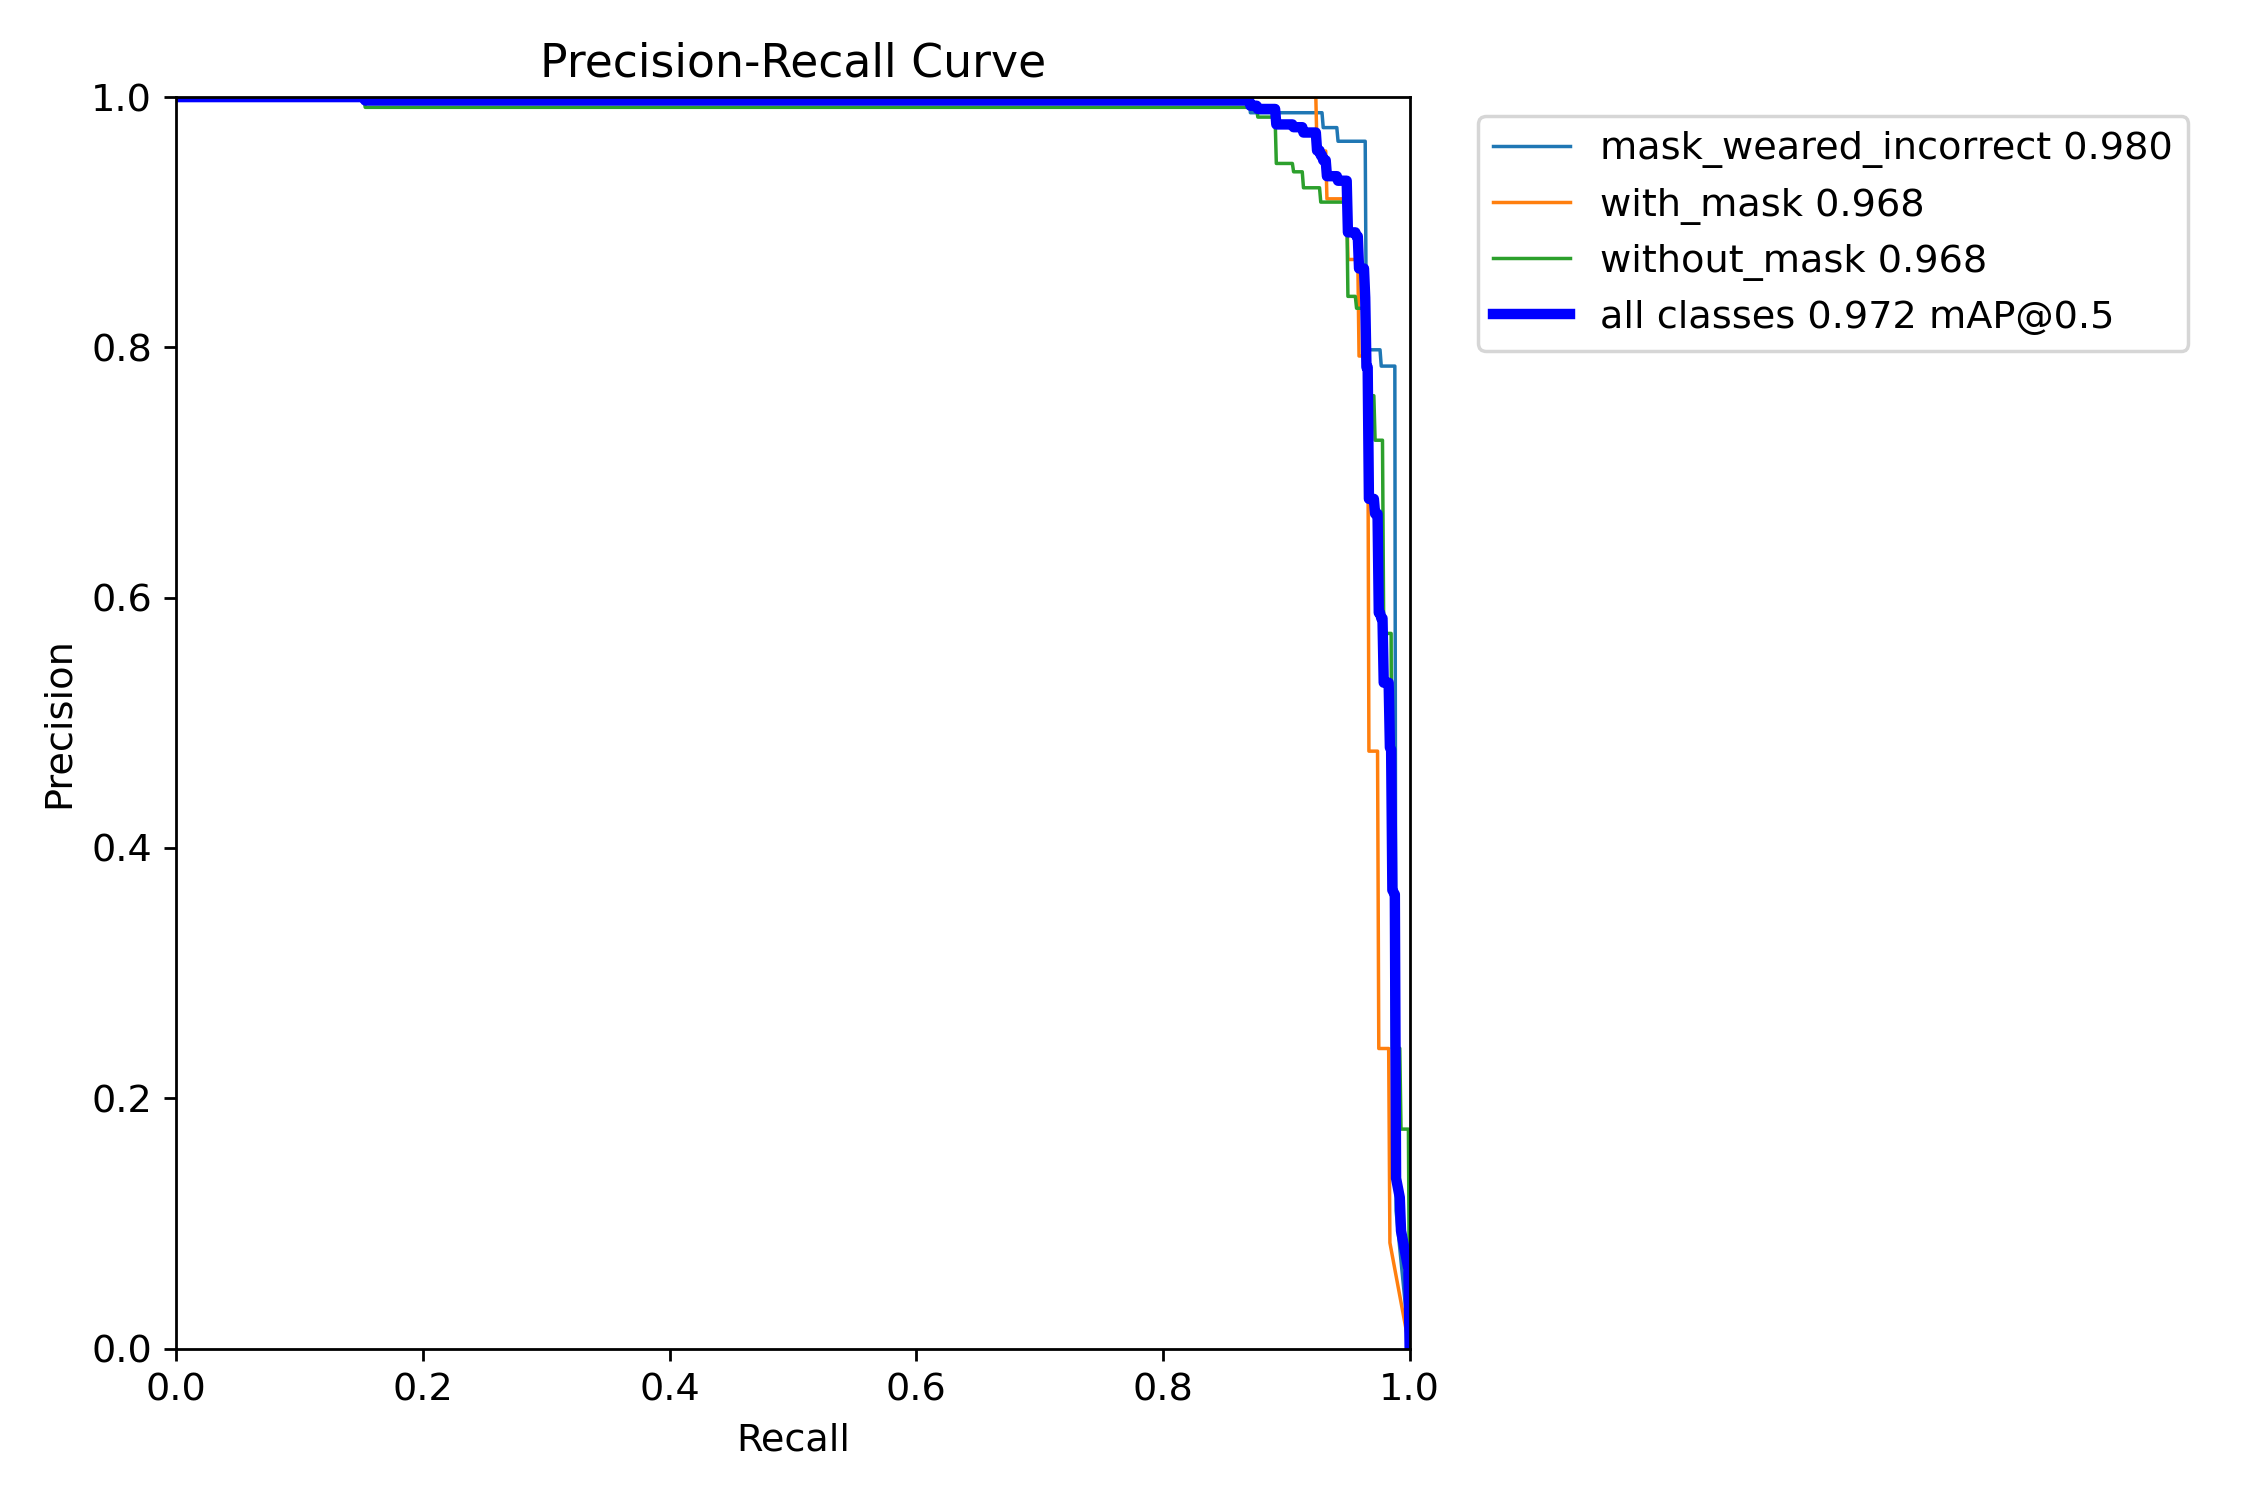 Precision-Recall Curve
1.0
0.8
0.6
0.4
0.2
0.0
Precision
0.0 0.2 0.4 0.6 0.8 1.0
Recall
mask_weared_incorrect 0.980
with_mask 0.968
without_mask 0.968
all classes 0.972 mAP@0.5